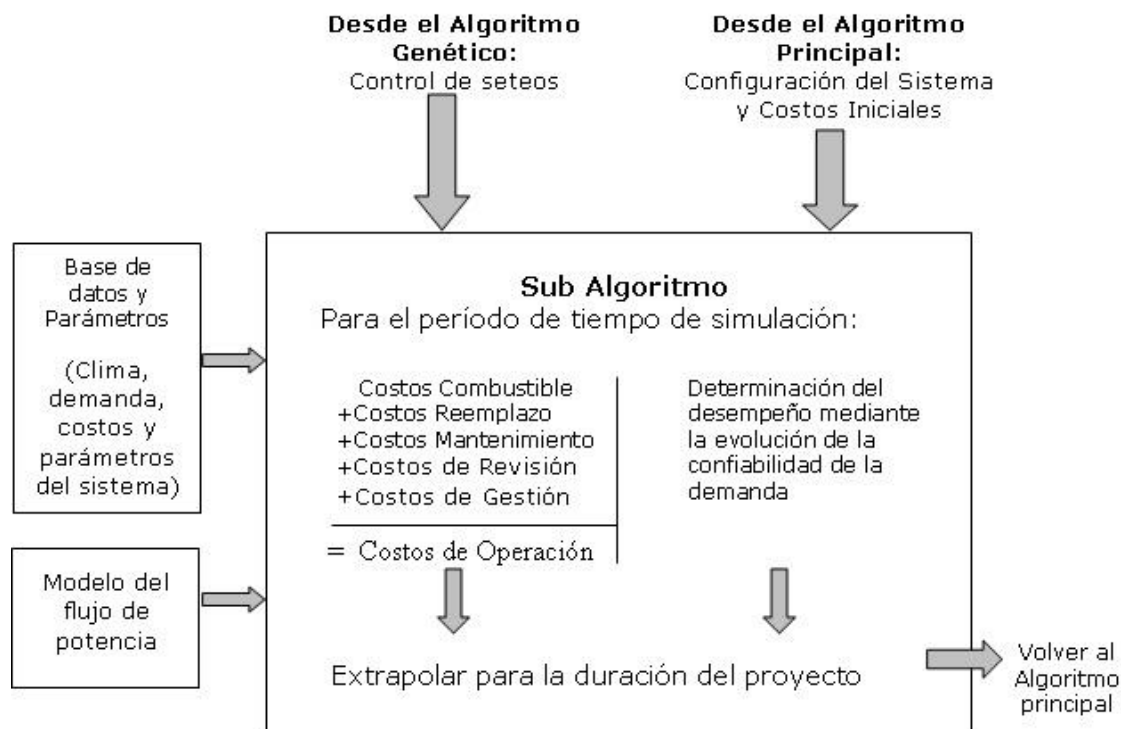 Desde el Algoritmo
Genético:
Control de seteos
Desde el Algoritmo
Principal:
Configuración del Sistema
y Costos Iniciales
Base de
datos y
Parámetros
(Clima,
demanda,
costos y
parámetros
del sistema)
Modelo del
flujo de
potencia
Sub Algoritmo
Para el período de tiempo de simulación:
Costos Combustible
+Costos Reemplazo
+Costos Mantenimiento
+Costos de Revisión
+Costos de Gestión
= Costos de Operación
Determinación del
desempeño mediante
la evolución de la
confiabilidad de la
demanda
Extrapolar para la duración del proyecto
Volver al
Algoritmo
principal